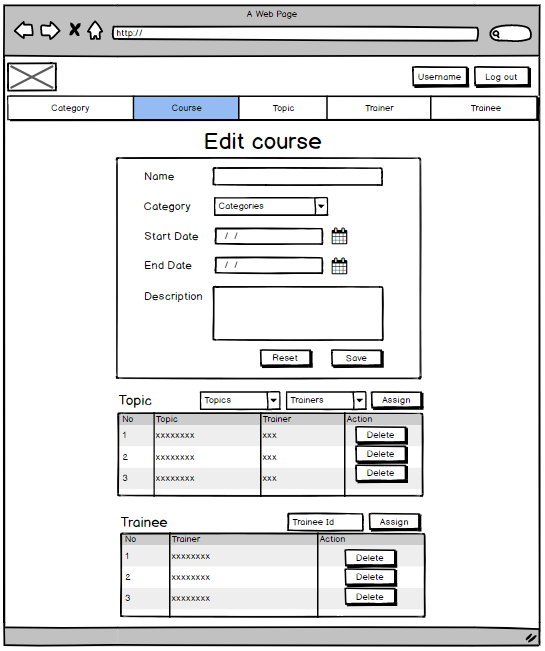 A Web Page
http://
Username Log out
Category Course Topic Trainer Trainee
Edit course
Name
Category Categories
Start Date / /
End Date / /
Description
Reset Save
Topic Topics Trainers Assign
No Topic Trainer Action
1 xxxxxxxx xxx Delete
2 xxxxxxxx xxx Delete
3 xxxxxxxx xxx Delete
Trainee Trainee Id Assign
No Trainer Action
1 xxxxxxxx Delete
2 xxxxxxxx Delete
3 xxxxxxxx Delete